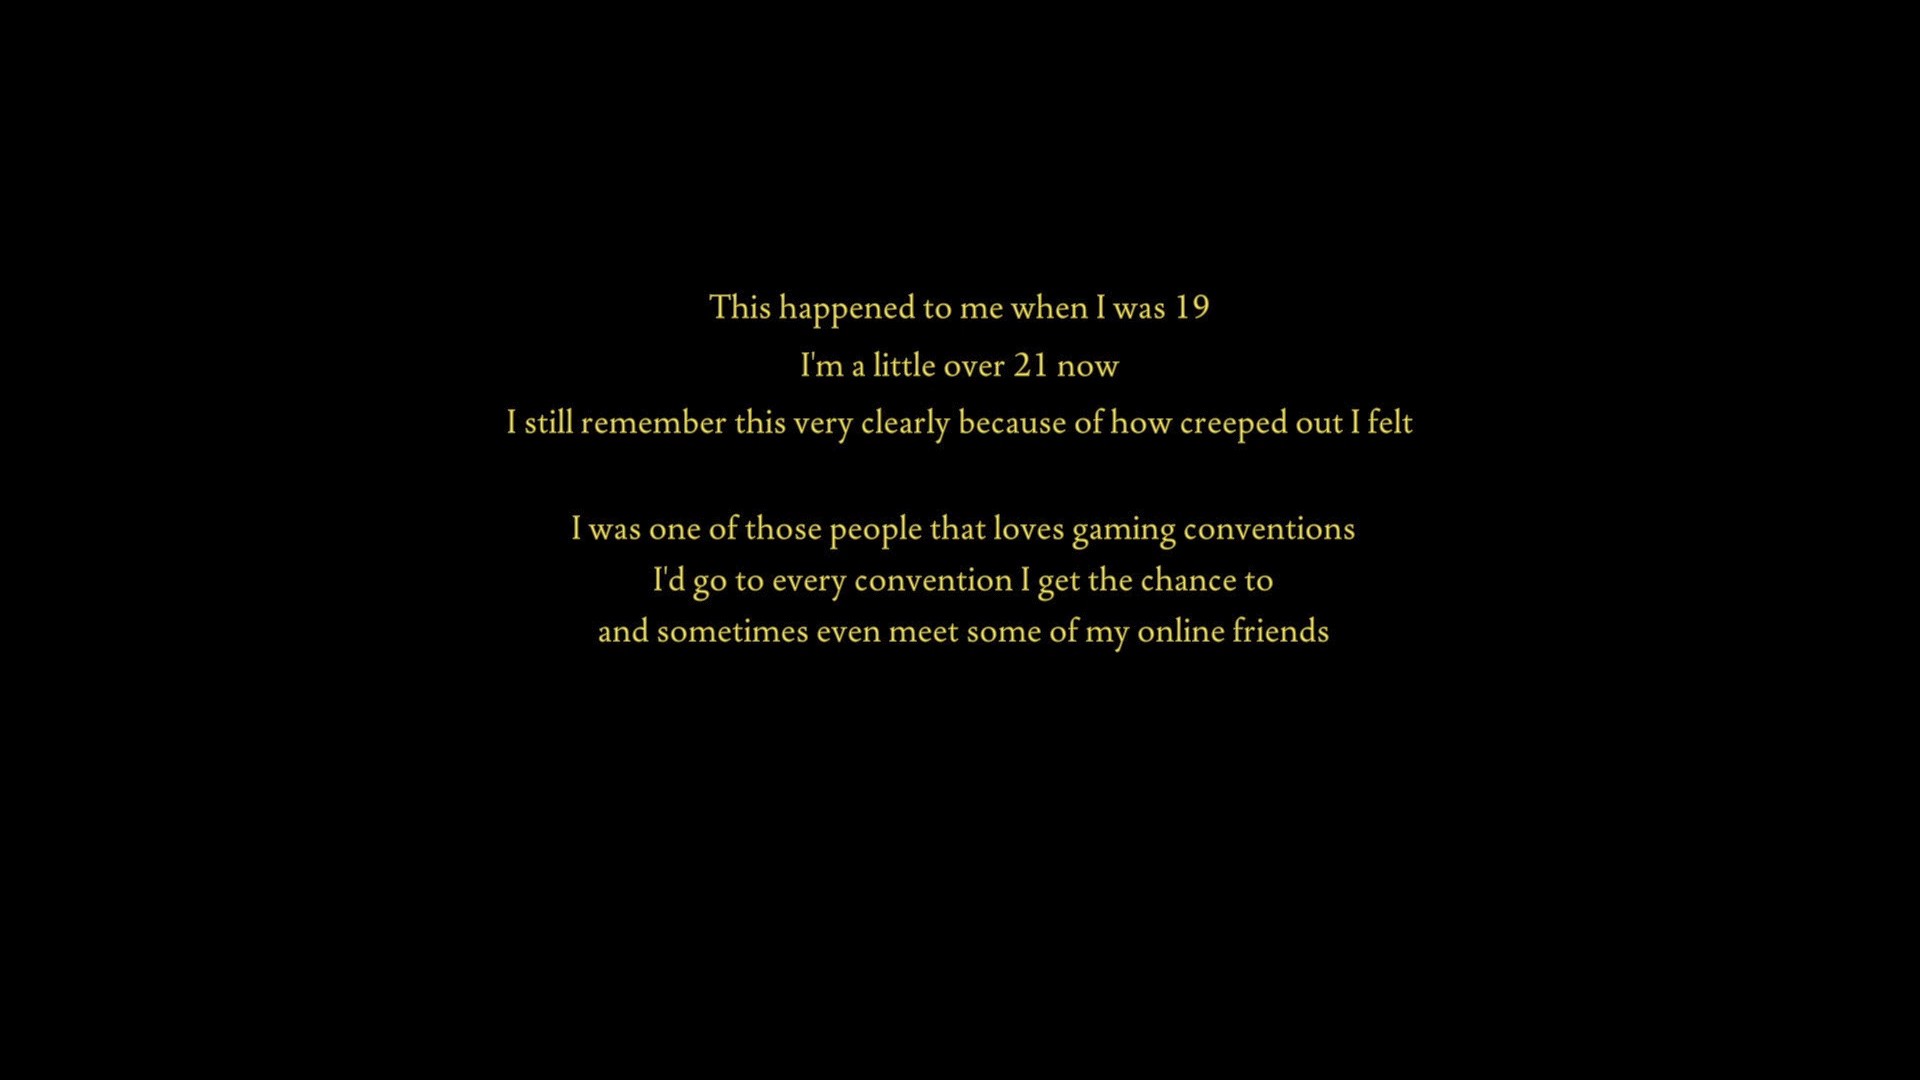 This happened to me when I was 19
I'm a little over 21 now
I still remember this very clearly because of how creeped out I felt
I was one of those people that loves gaming conventions
I'd go to every convention I get the chance to
and sometimes even meet some of my online friends